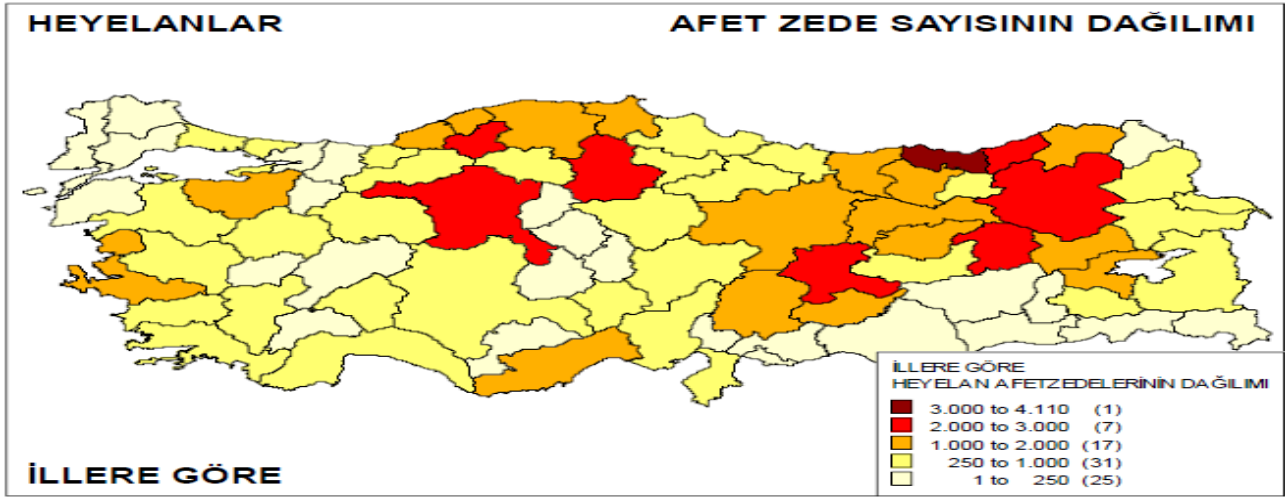 HEYELANLAR
AFET ZEDE SAYISININ DAĞILIMI
İLLERE GÖRE
HEYELAN AFETZEDELERİNİN DAĞILIMI
3.000 to 4.110 (1)
2.000 to 3.000 (7)
1.000 to 2.000 (17)
250 to 1.000 (31)
1 to 250 (25)
İLLERE GÖRE